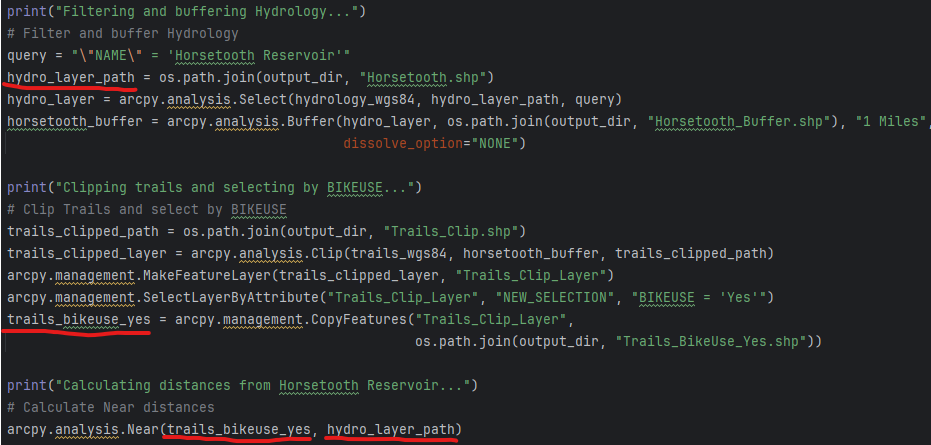 print("Filtering and buffering Hydrology...")
# Filter and buffer Hydrology
query = "\"NAME\" = 'Horsetooth Reservoir'"
hydro_layer_path = os.path.join(output_dir, "Horsetooth.shp")
hydro_layer = arcpy.analysis.Select(hydrology_wgs84, hydro_layer_path, query)
horsetooth_buffer = arcpy.analysis.Buffer(hydro_layer, os.path.join(output_dir, "Horsetooth_Buffer.shp"), "1 Miles",
dissolve_option="NONE")
print("Clipping trails and selecting by BIKEUSE...")
# Clip Trails and select by BIKEUSE
trails_clipped_path = os.path.join(output_dir, "Trails_Clip.shp")
trails_clipped_layer = arcpy.analysis.Clip(trails_wgs84, horsetooth_buffer, trails_clipped_path)
arcpy.management.MakeFeatureLayer(trails_clipped_layer, "Trails_Clip_Layer")
arcpy.management.SelectLayerByAttribute("Trails_Clip_Layer", "NEW_SELECTION", "BIKEUSE = 'Yes'")
trails_bikeuse_yes = arcpy.management.CopyFeatures("Trails_Clip_Layer",
os.path.join(output_dir, "Trails_BikeUse_Yes.shp"))
print("Calculating distances from Horsetooth Reservoir...")
# Calculate Near distances
arcpy.analysis.Near(trails_bikeuse_yes, hydro_layer_path)